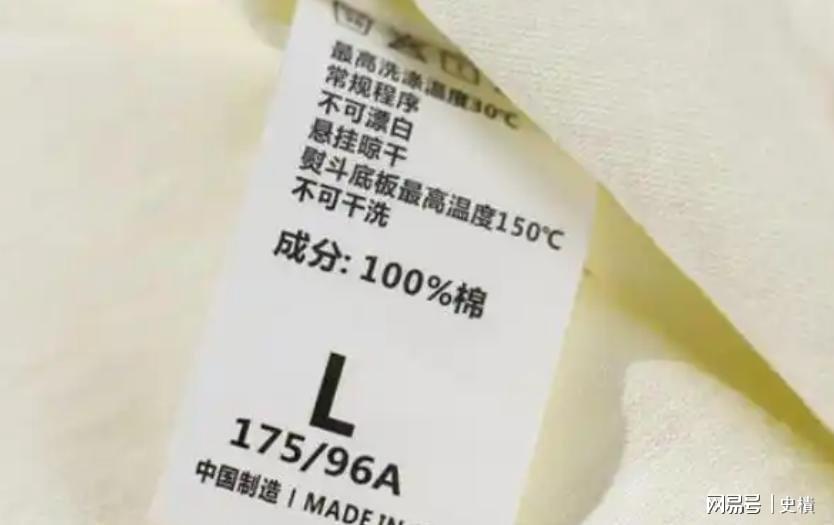 最高洗涤温度30℃
常规程序
不可漂白
悬挂晾干
熨斗底板最高温度150℃
不可干洗
成分: 100%棉
L
175/96A
中国制造 | MADE IN
网易号 | 史槓